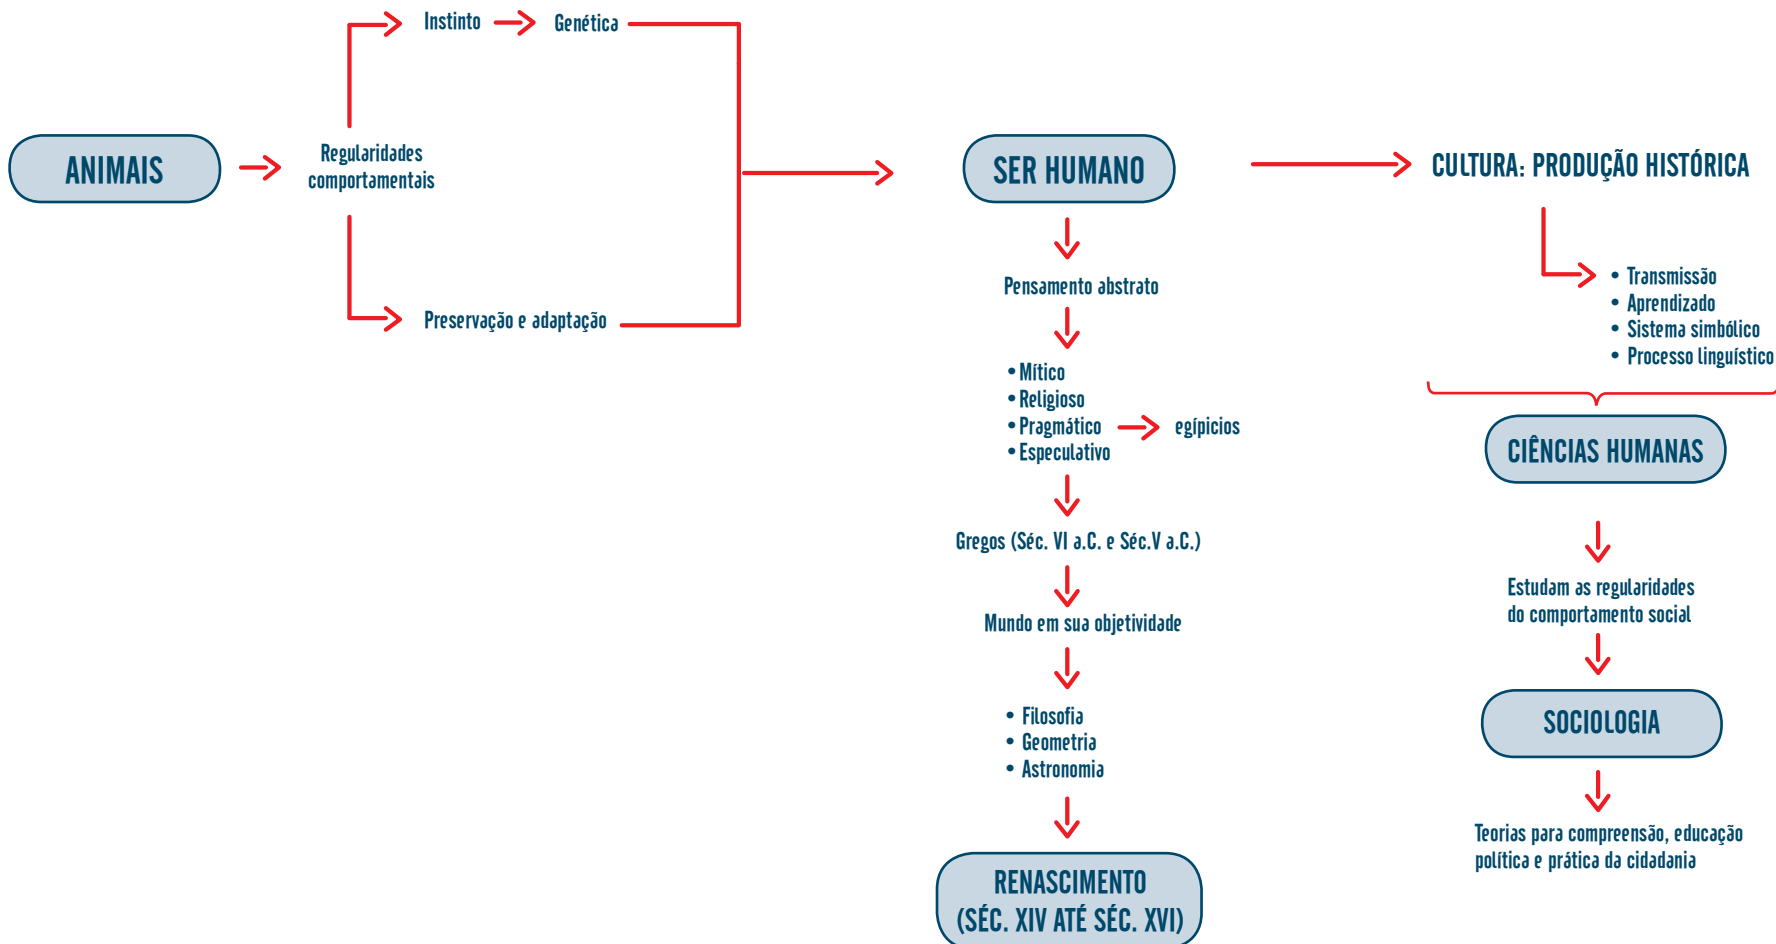 Instinto
Genética
ANIMAIS
Regularidades
comportamentais
Preservação e adaptação
SER HUMANO
Pensamento abstrato
• Mítico
• Religioso
• Pragmático
egípicios
• Especulativo
Gregos (Séc. VI a.C. e Séc.V a.C.)
Mundo em sua objetividade
• Filosofia
• Geometria
• Astronomia
RENASCIMENTO
(SÉC. XIV ATÉ SÉC. XVI)
CULTURA: PRODUÇÃO HISTÓRICA
• Transmissão
• Aprendizado
• Sistema simbólico
• Processo linguístico
CIÊNCIAS HUMANAS
Estudam as regularidades
do comportamento social
SOCIOLOGIA
Teorias para compreensão, educação
política e prática da cidadania